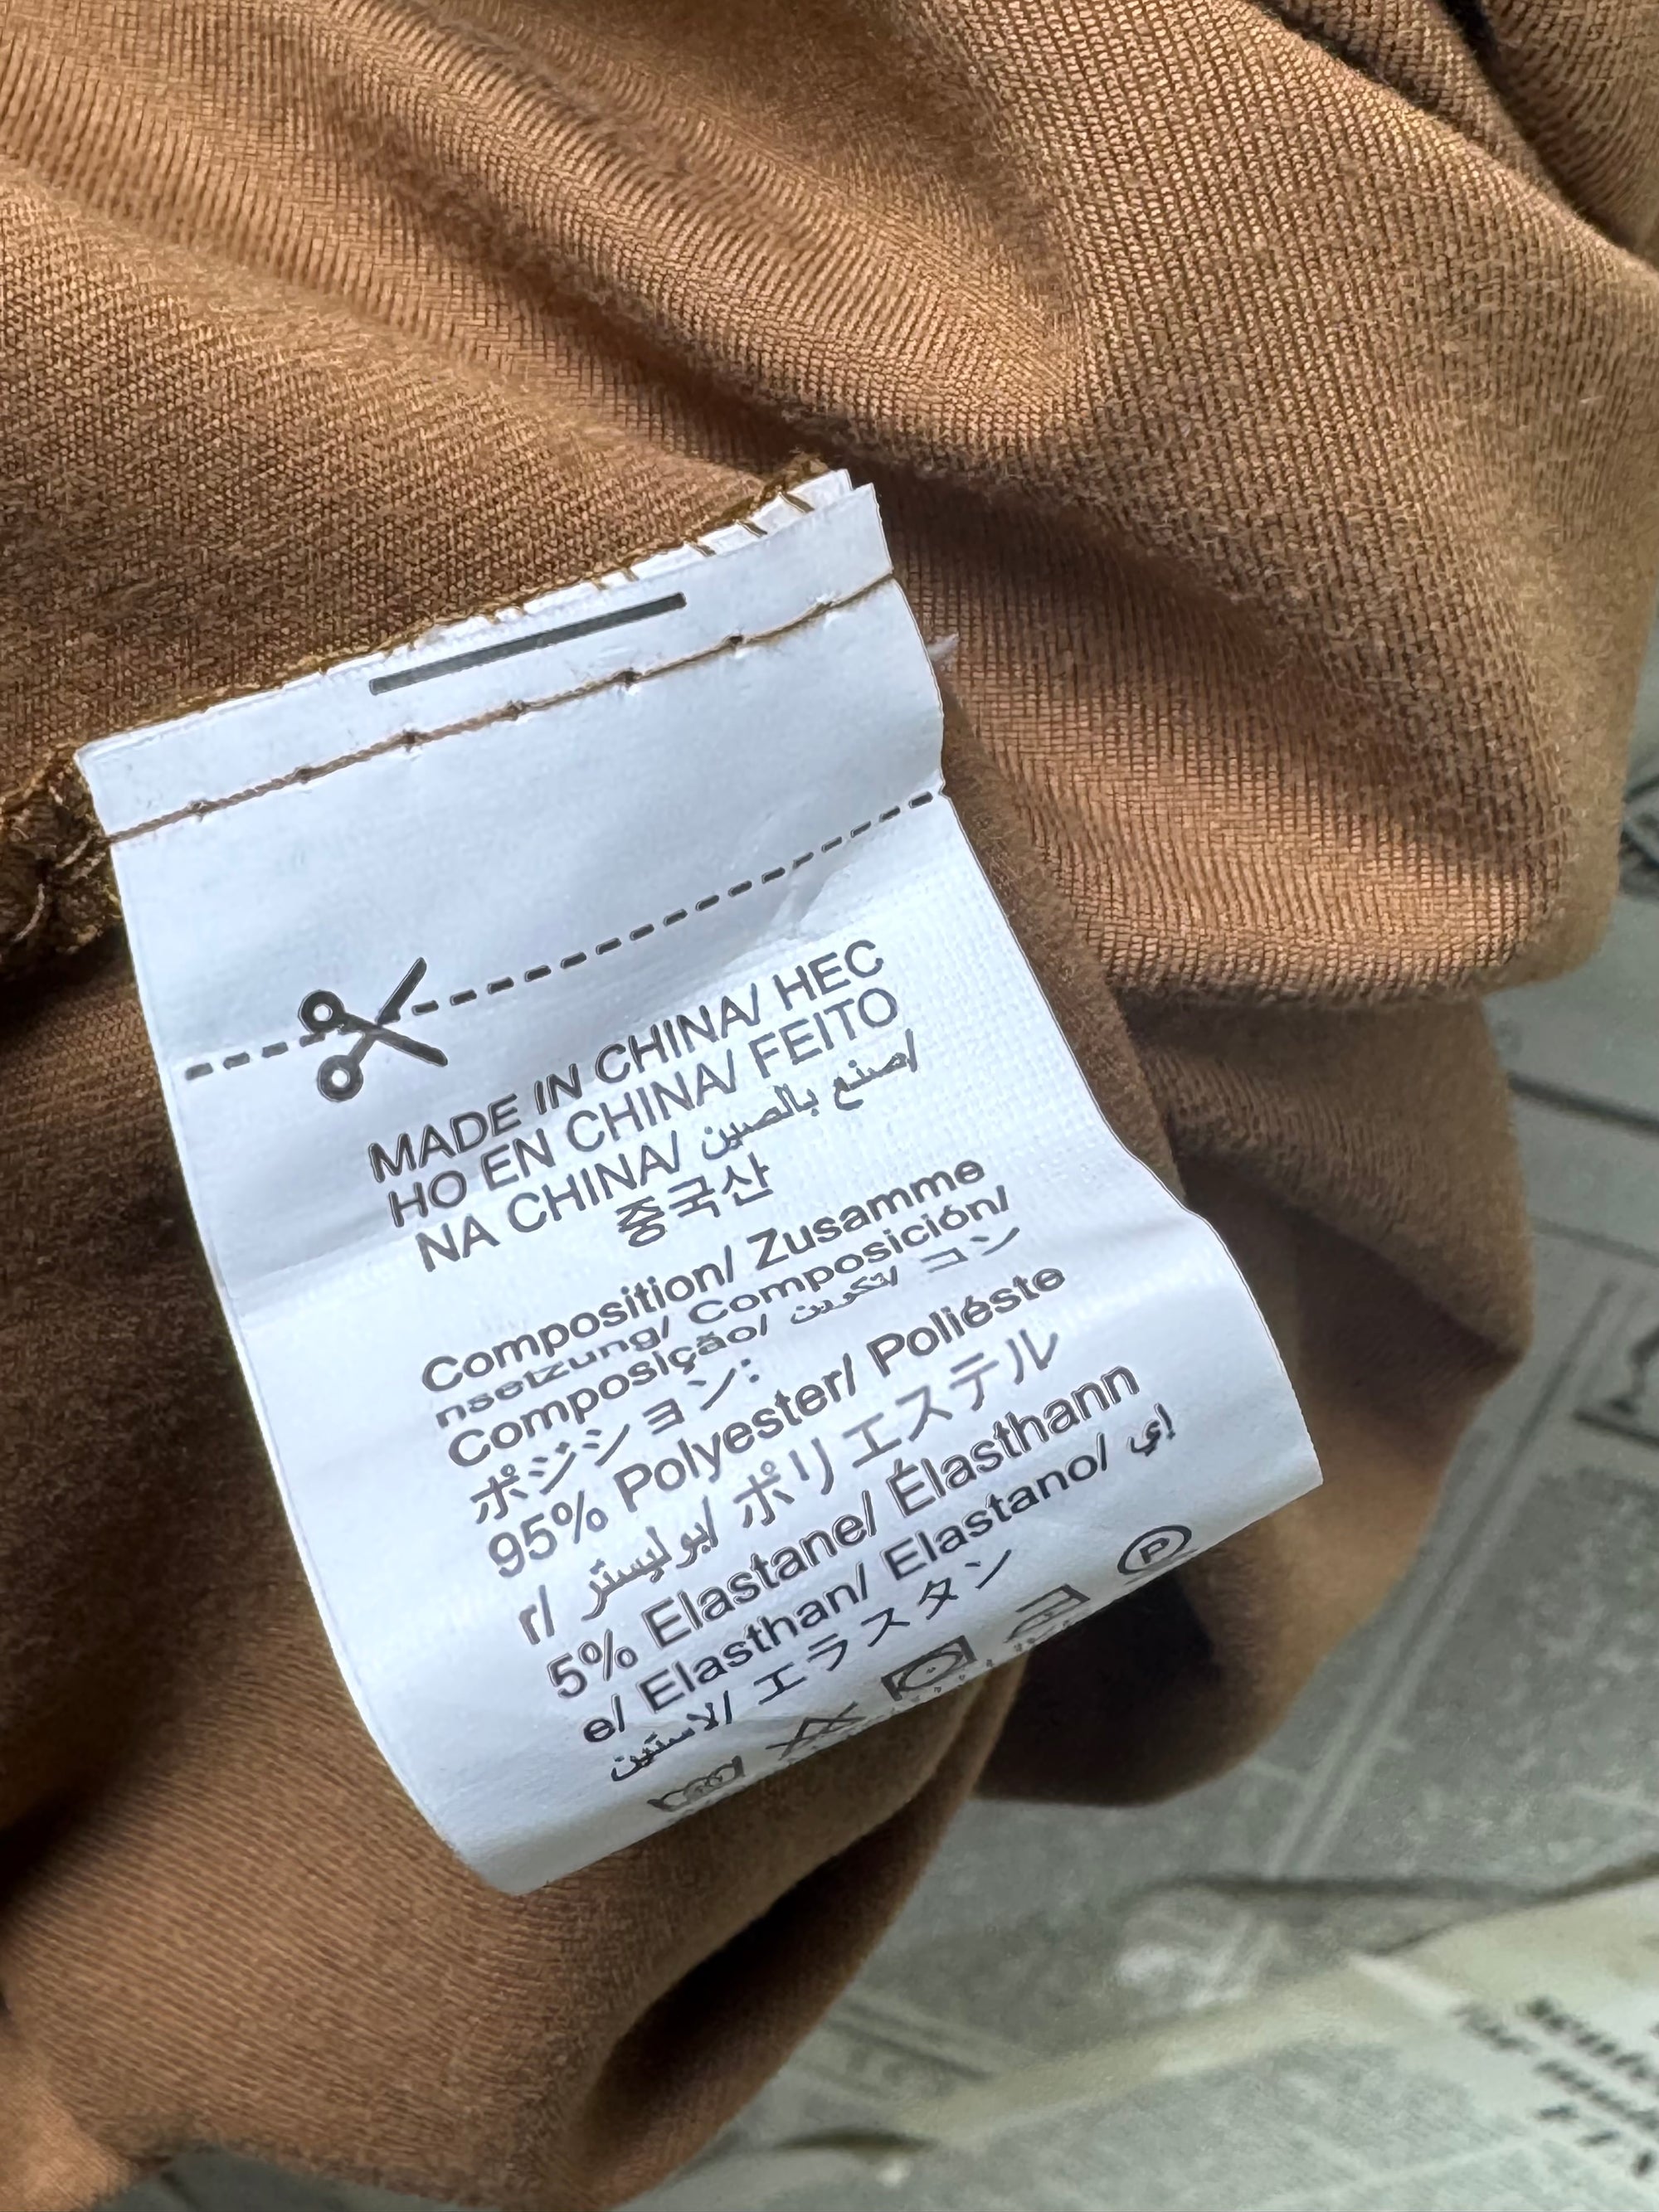 MADE IN CHINA/ HEC
HO EN CHINA/ FEITO
NA CHINA/ صنع بالصين/
중국산
Composition/ Zusamme
nsetzung/ Composición/
Composição/ تكوين/ コン
ポジション:
95% Polyester/ Poliéste
r/ بوليستر/ ポリエステル
5% Elastane/ Élasthann
e/ Elasthan/ Elastano/ إي
لاستين/ エラスタン
P